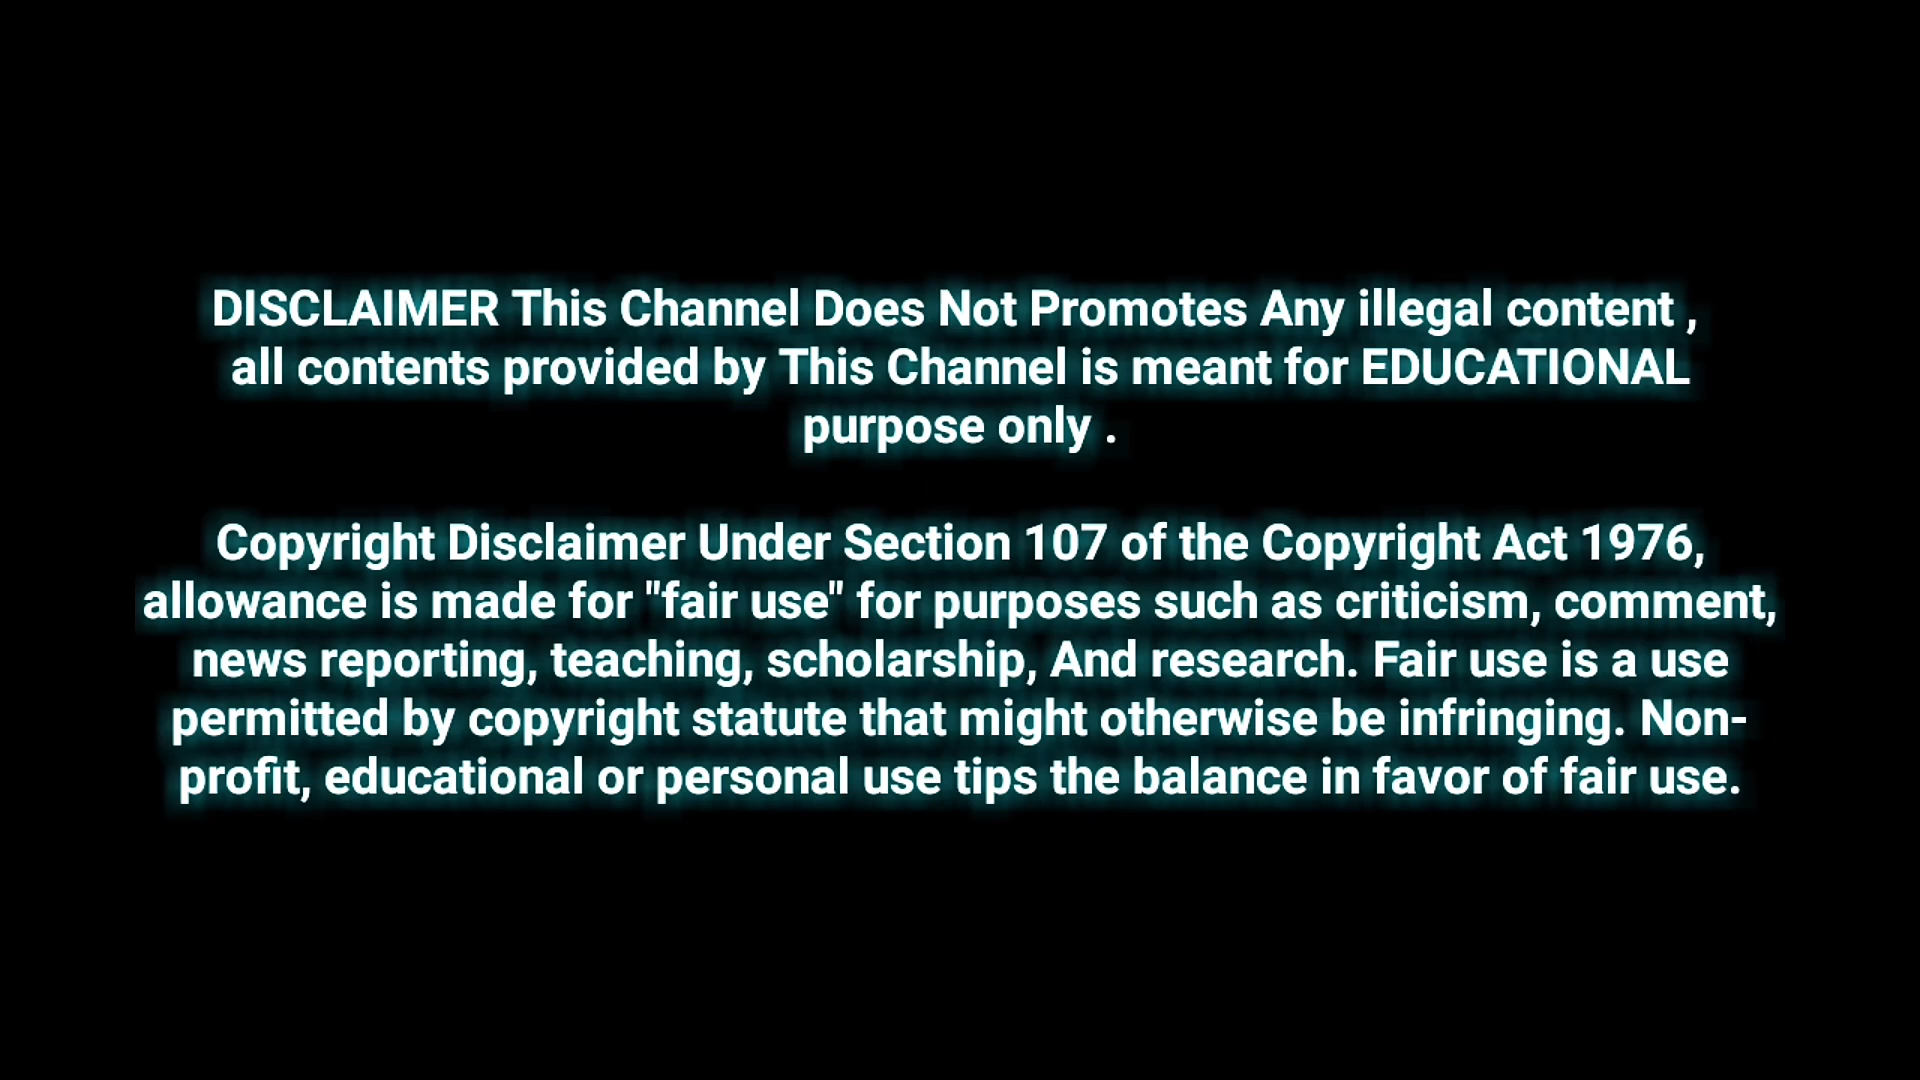 DISCLAIMER This Channel Does Not Promotes Any illegal content ,
all contents provided by This Channel is meant for EDUCATIONAL
purpose only .
Copyright Disclaimer Under Section 107 of the Copyright Act 1976,
allowance is made for "fair use" for purposes such as criticism, comment,
news reporting, teaching, scholarship, And research. Fair use is a use
permitted by copyright statute that might otherwise be infringing. Non-
profit, educational or personal use tips the balance in favor of fair use.